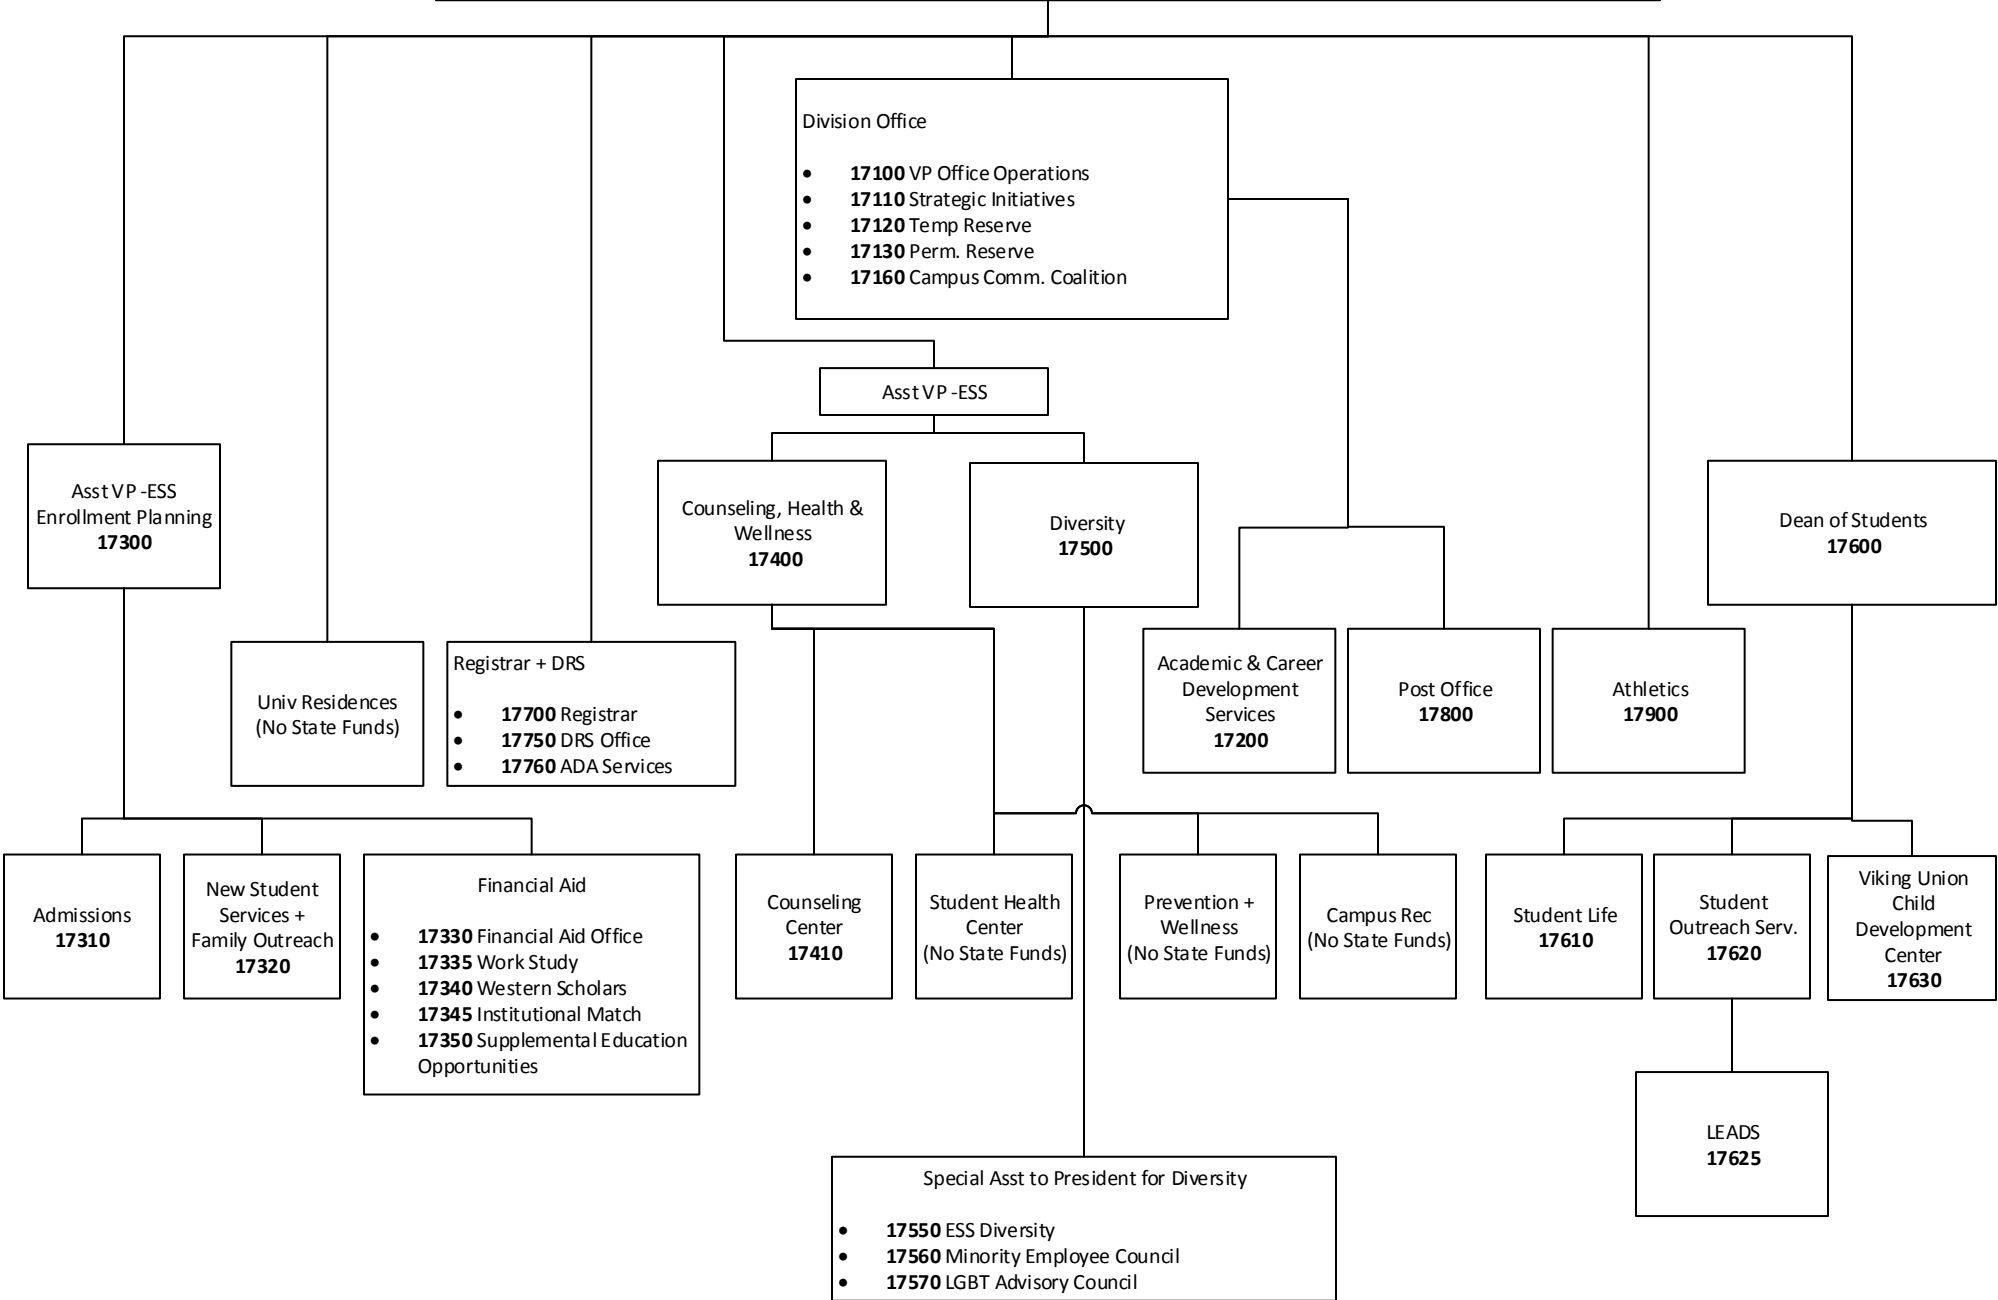 Division Office
• 17100 VP Office Operations
• 17110 Strategic Initiatives
• 17120 Temp Reserve
• 17130 Perm. Reserve
• 17160 Campus Comm. Coalition
Asst VP -ESS
Asst VP -ESS
Enrollment Planning
17300
Counseling, Health &
Wellness
17400
Diversity
17500
Dean of Students
17600
Univ Residences
(No State Funds)
Registrar + DRS
• 17700 Registrar
• 17750 DRS Office
• 17760 ADA Services
Academic & Career
Development
Services
17200
Post Office
17800
Athletics
17900
Admissions
17310
New Student
Services +
Family Outreach
17320
Financial Aid
• 17330 Financial Aid Office
• 17335 Work Study
• 17340 Western Scholars
• 17345 Institutional Match
• 17350 Supplemental Education
Opportunities
Counseling
Center
17410
Student Health
Center
(No State Funds)
Prevention +
Wellness
(No State Funds)
Campus Rec
(No State Funds)
Student Life
17610
Student
Outreach Serv.
17620
Viking Union
Child
Development
Center
17630
LEADS
17625
Special Asst to President for Diversity
• 17550 ESS Diversity
• 17560 Minority Employee Council
• 17570 LGBT Advisory Council